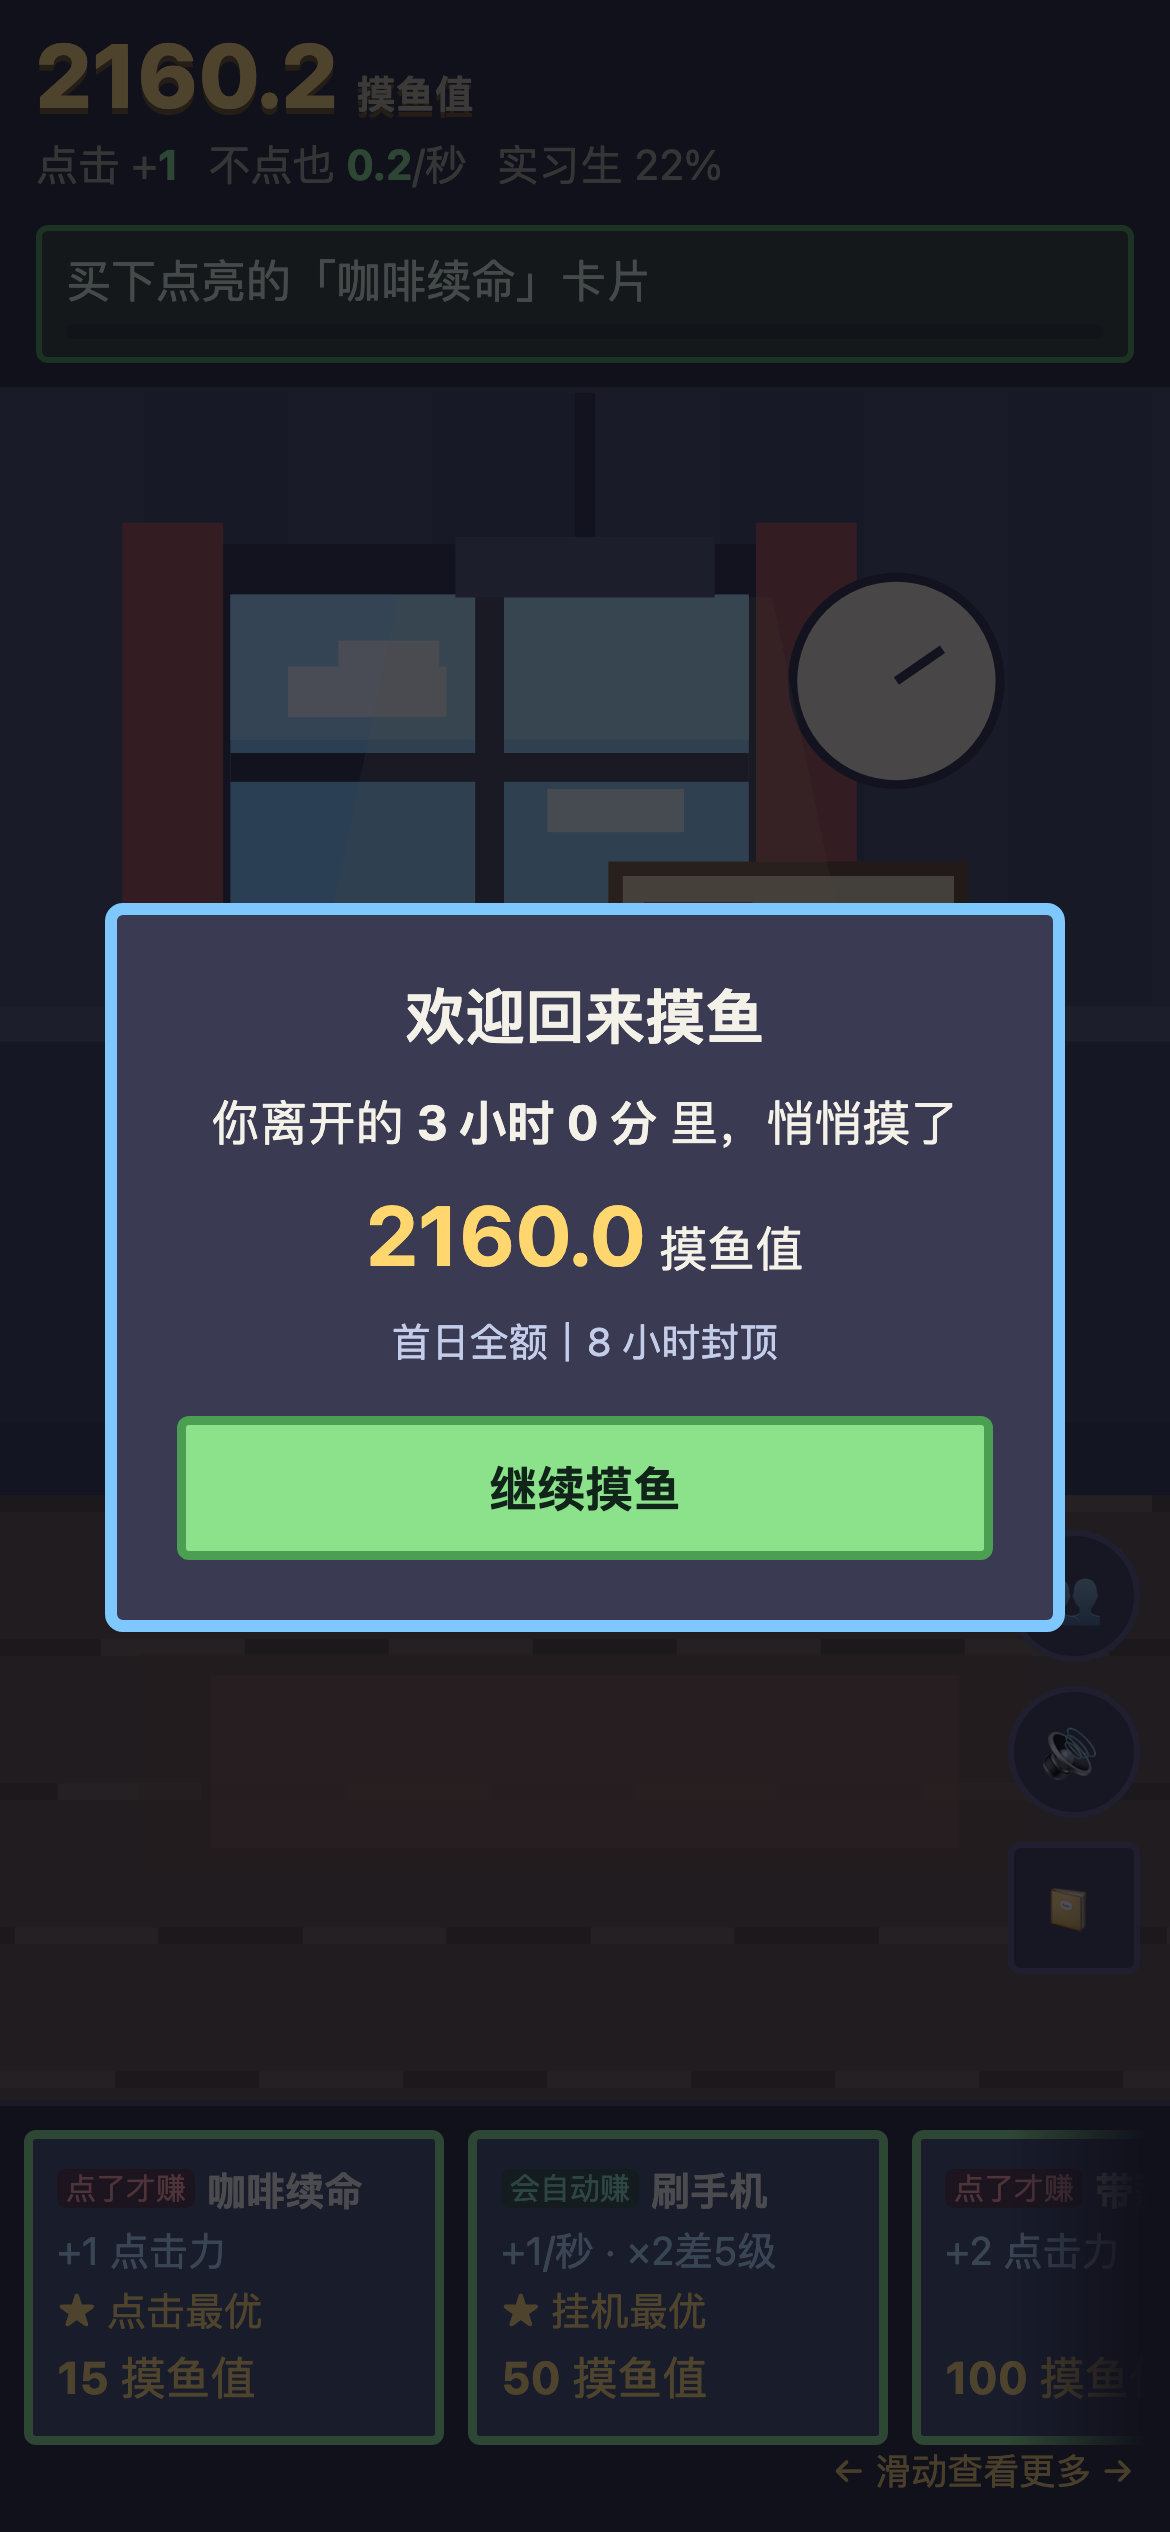 2160.2 摸鱼值
点击 +1 不点也 0.2/秒 实习生 22%
买下点亮的「咖啡续命」卡片
欢迎回来摸鱼
你离开的 3 小时 0 分 里，悄悄摸了
2160.0 摸鱼值
首日全额 | 8 小时封顶
继续摸鱼
点了才赚 咖啡续命
+1 点击力
★ 点击最优
15 摸鱼值
会自动赚 刷手机
+1/秒 · ×2差5级
★ 挂机最优
50 摸鱼值
点了才赚 带
+2 点击力
100 摸鱼
← 滑动查看更多 →